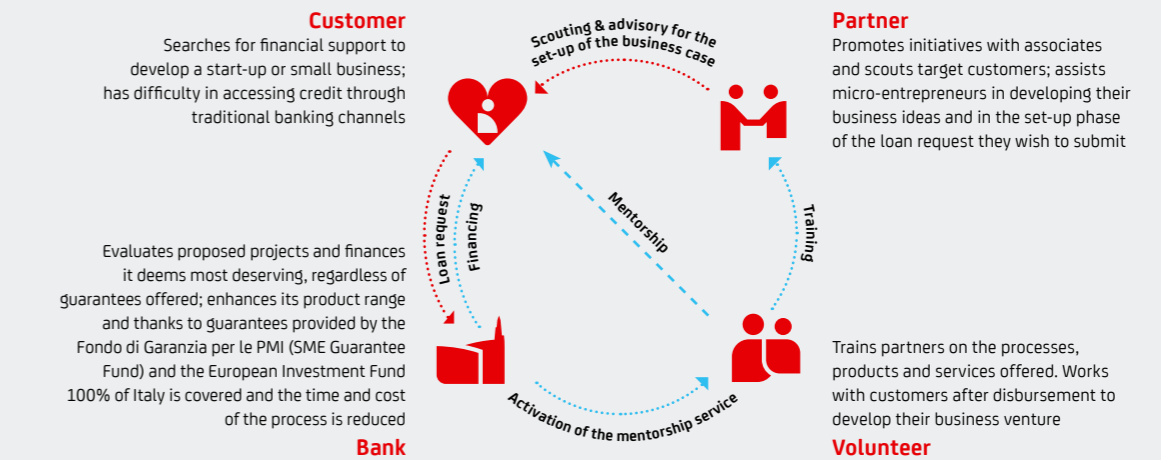 Customer
Searches for financial support to
develop a start-up or small business;
has difficulty in accessing credit through
traditional banking channels
Scouting & advisory for the
set-up of the business case
Partner
Promotes initiatives with associates
and scouts target customers; assists
micro-entrepreneurs in developing their
business ideas and in the set-up phase
of the loan request they wish to submit
Loan request
Financing
Mentorship
Training
Evaluates proposed projects and finances
it deems most deserving, regardless of
guarantees offered; enhances its product range
and thanks to guarantees provided by the
Fondo di Garanzia per le PMI (SME Guarantee
Fund) and the European Investment Fund
100% of Italy is covered and the time and cost
of the process is reduced
Bank
Activation of the mentorship service
Trains partners on the processes,
products and services offered. Works
with customers after disbursement to
develop their business venture
Volunteer